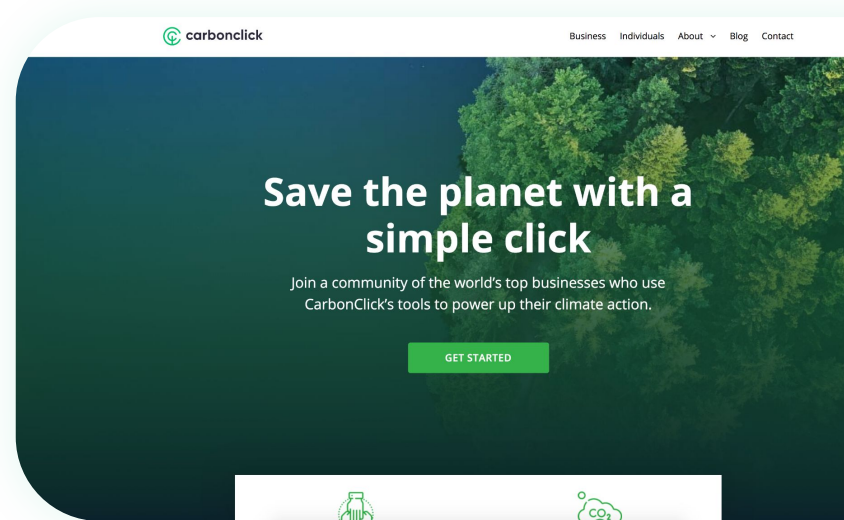 carbonclick
Business Individuals About Blog Contact
Save the planet with a
simple click
Join a community of the world’s top businesses who use
CarbonClick’s tools to power up their climate action.
GET STARTED
CO2